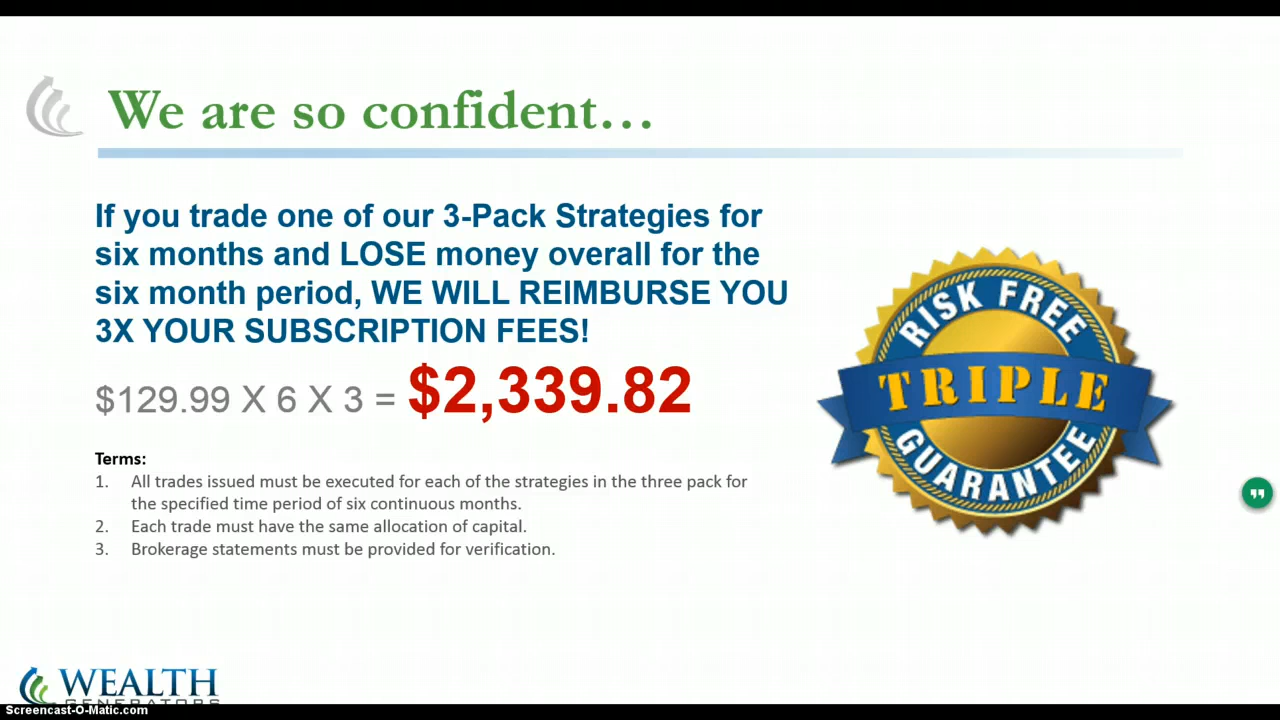 We are so confident...
If you trade one of our 3-Pack Strategies for
six months and LOSE money overall for the
six month period, WE WILL REIMBURSE YOU
3X YOUR SUBSCRIPTION FEES!
$129.99 X 6 X 3 = $2,339.82
Terms:
1. All trades issued must be executed for each of the strategies in the three pack for
the specified time period of six continuous months.
2. Each trade must have the same allocation of capital.
3. Brokerage statements must be provided for verification.
RISK FREE
TRIPLE
GUARANTEE
WEALTH
GENERATORS
Screencast-O-Matic.com